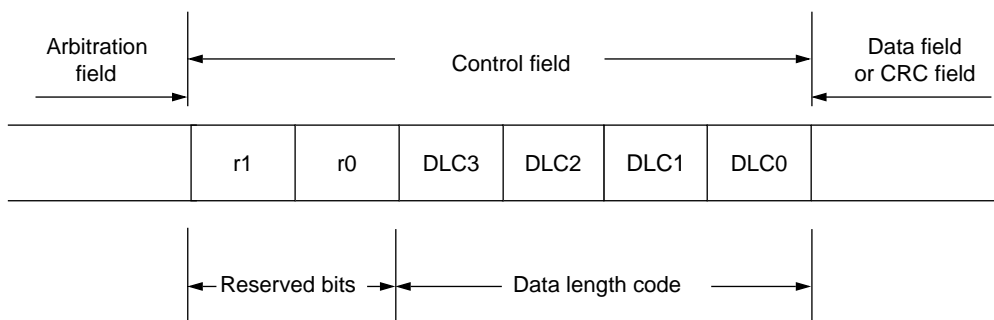 Arbitration
field
Control field
Data field
or CRC field
r1
r0
DLC3
DLC2
DLC1
DLC0
Reserved bits
Data length code